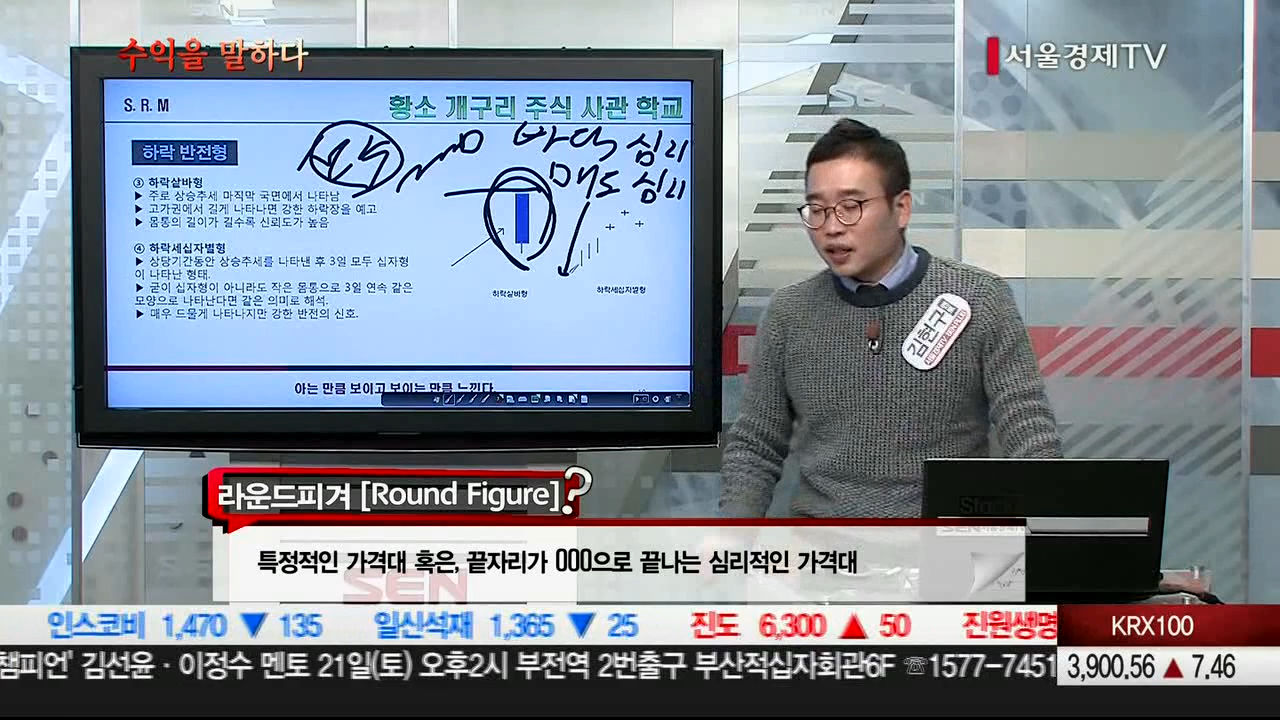 수익을 말하다
서울경제TV
S. R. M
황소 개구리 주식 사관 학교
하락 반전형
③ 하락살바형
▶ 주로 상승추세 마지막 국면에서 나타남
▶ 고가권에서 길게 나타나면 강한 하락장을 예고
▶ 몸통의 길이가 길수록 신뢰도가 높음
④ 하락세십자별형
▶ 상당기간동안 상승추세를 나타낸 후 3일 모두 십자형
이 나타난 형태.
▶ 굳이 십자형이 아니라도 작은 몸통으로 3일 연속 같은
모양으로 나타난다면 같은 의미로 해석.
▶ 매우 드물게 나타나지만 강한 반전의 신호.
심리
매도 심리
하락살바형
하락세십자별형
아는 만큼 보이고 보이는 만큼 느낀다
김현구
라운드피겨 [Round Figure]?
특정적인 가격대 혹은, 끝자리가 000으로 끝나는 심리적인 가격대
SEN
인스코비 1,470 ▼ 135 일신석재 1,365 ▼ 25 진도 6,300 ▲ 50 진원생명
KRX100
챔피언' 김선윤 · 이정수 멘토 21일(토) 오후2시 부전역 2번출구 부산적십자회관6F ☏1577-7451
3,900.56 ▲ 7.46